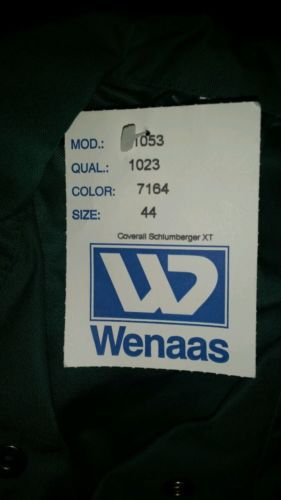 MOD.: 1053
QUAL.: 1023
COLOR: 7164
SIZE: 44
Coverall Schlumberger XT
W
Wenaas